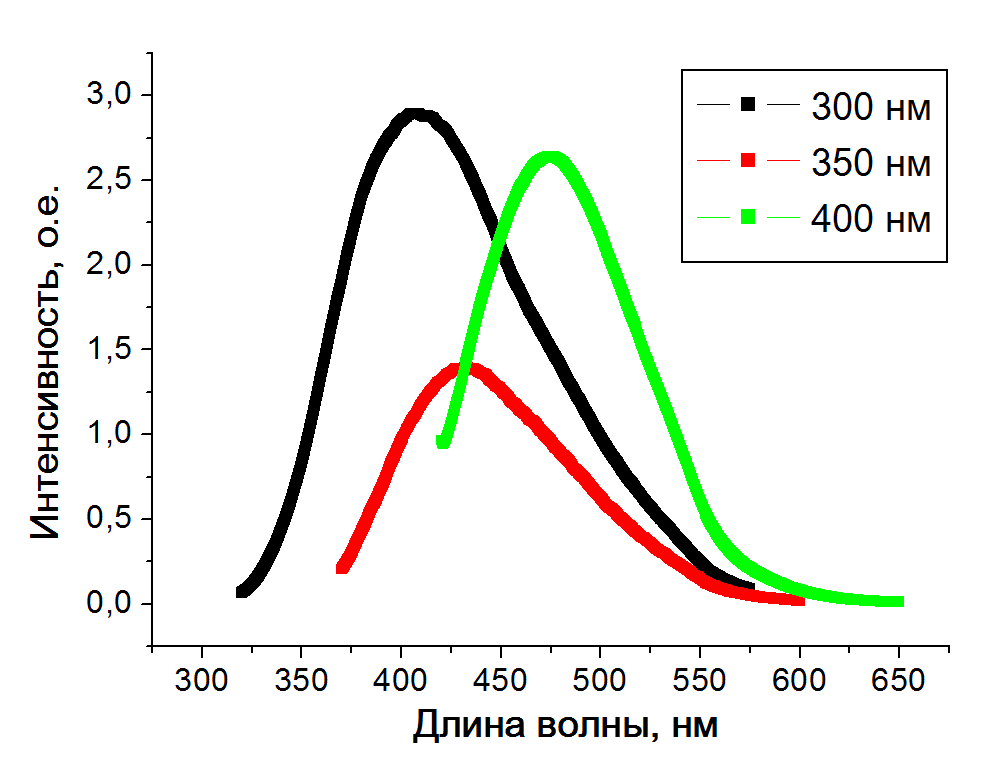 3,0
2,5
2,0
1,5
1,0
0,5
0,0
Интенсивность, о.е.
300 нм
350 нм
400 нм
300 350 400 450 500 550 600 650
Длина волны, нм